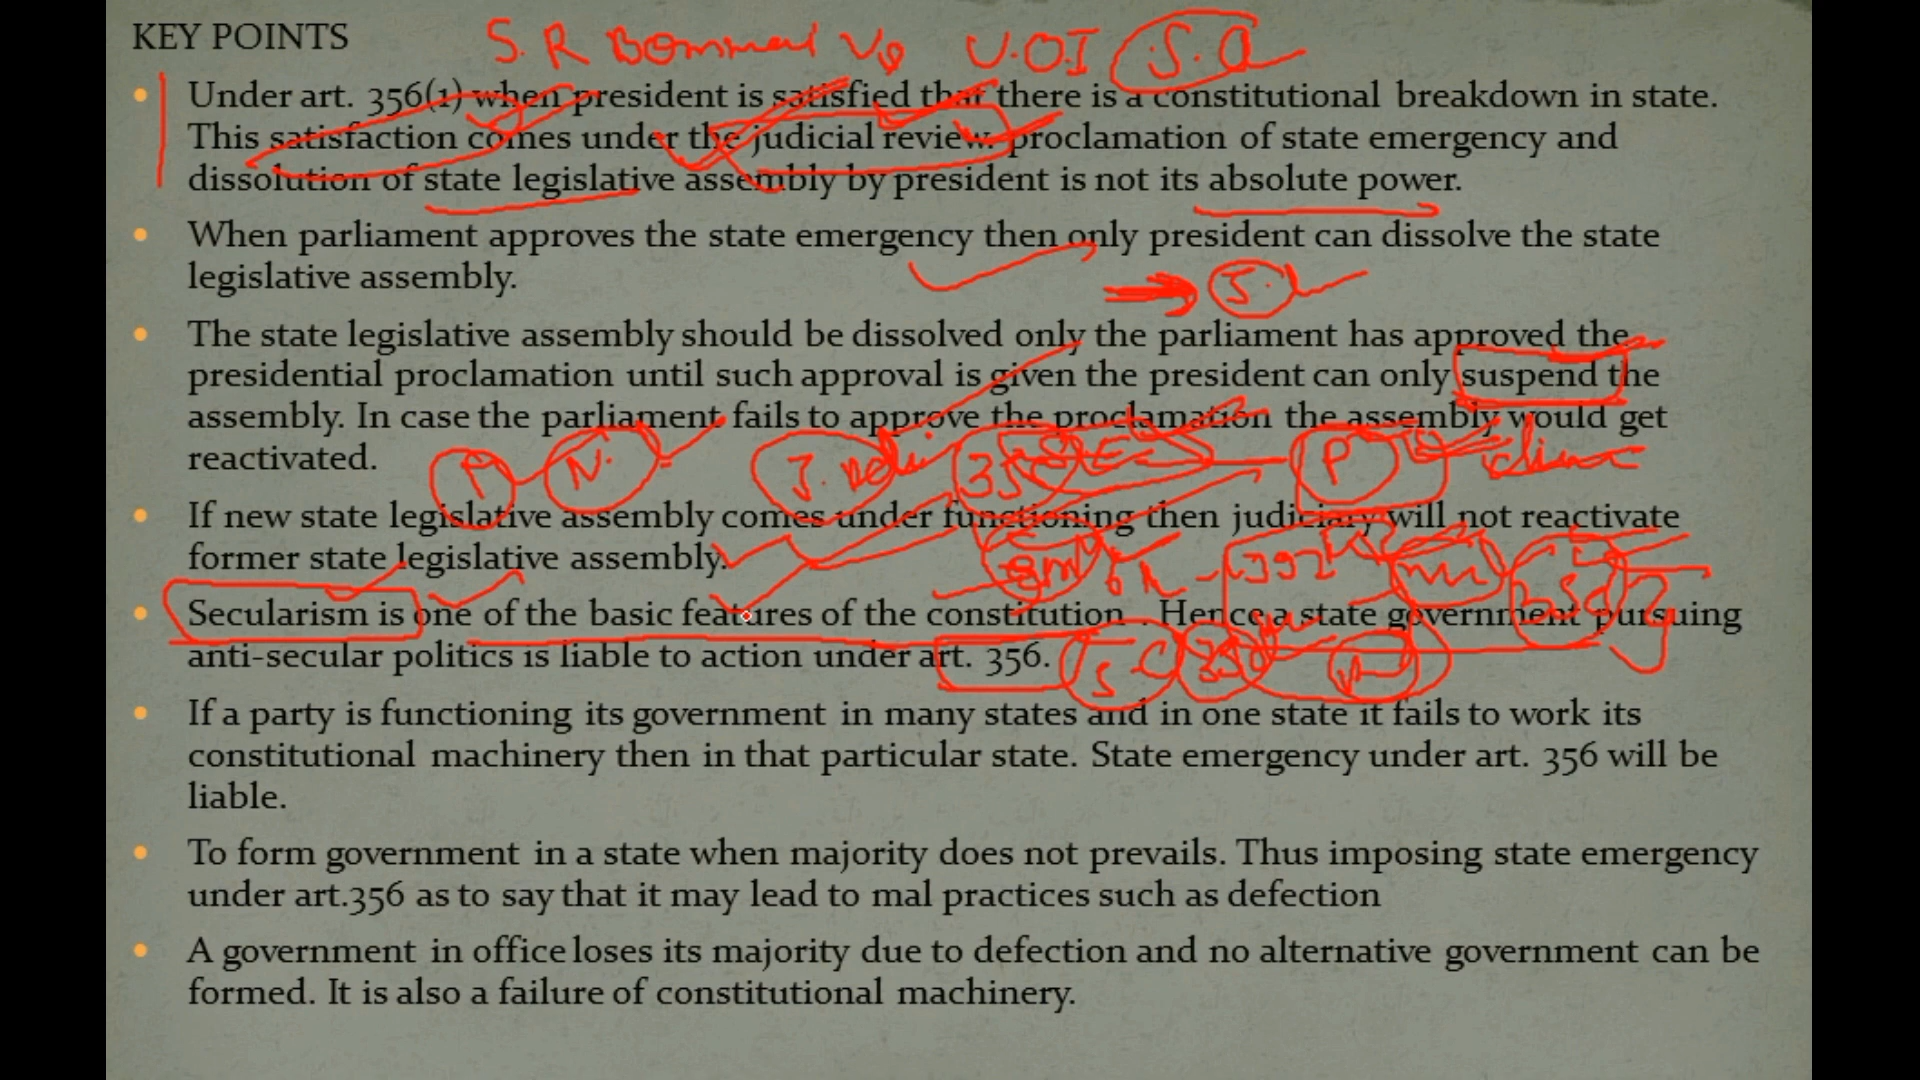 KEY POINTS
S. R Bommai Vs U.O.I S.C
• Under art. 356(1) when president is satisfied that there is a constitutional breakdown in state.
This satisfaction comes under the judicial review. proclamation of state emergency and
dissolution of state legislative assembly by president is not its absolute power.
• When parliament approves the state emergency then only president can dissolve the state
legislative assembly.
• The state legislative assembly should be dissolved only the parliament has approved the
presidential proclamation until such approval is given the president can only suspend the
assembly. In case the parliament fails to approve the proclamation the assembly would get
reactivated.
• If new state legislative assembly comes under functioning then judiciary will not reactivate
former state legislative assembly.
1992
• Secularism is one of the basic features of the constitution . Hence a state government pursuing
anti-secular politics is liable to action under art. 356.
• If a party is functioning its government in many states and in one state it fails to work its
constitutional machinery then in that particular state. State emergency under art. 356 will be
liable.
• To form government in a state when majority does not prevails. Thus imposing state emergency
under art.356 as to say that it may lead to mal practices such as defection
• A government in office loses its majority due to defection and no alternative government can be
formed. It is also a failure of constitutional machinery.